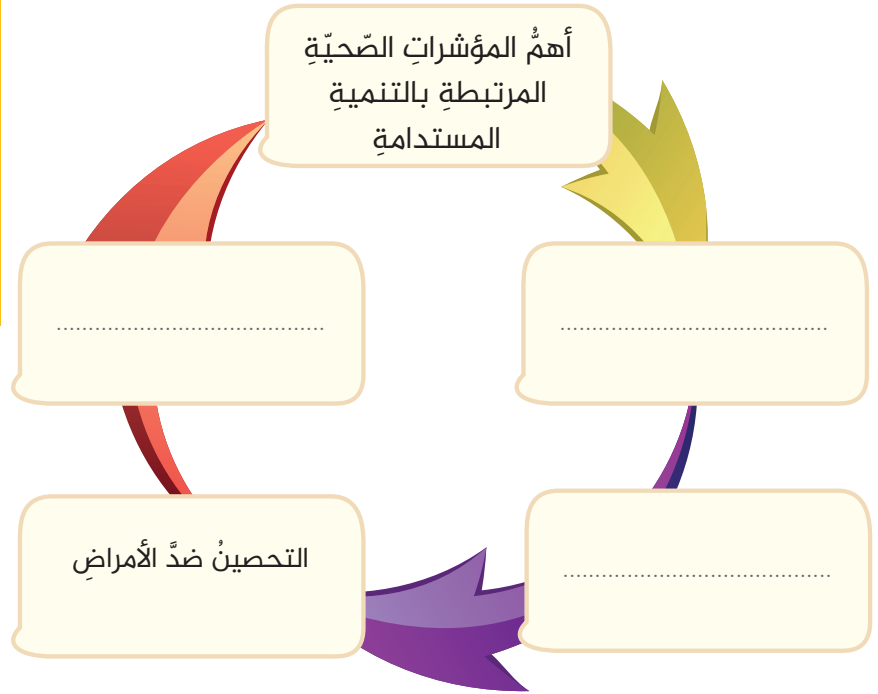 أهمُّ المؤشراتِ الصّحيّةِ
المرتبطةِ بالتنميةِ
المستدامةِ
..........................................
..........................................
..........................................
التحصينُ ضدَّ الأمراضِ